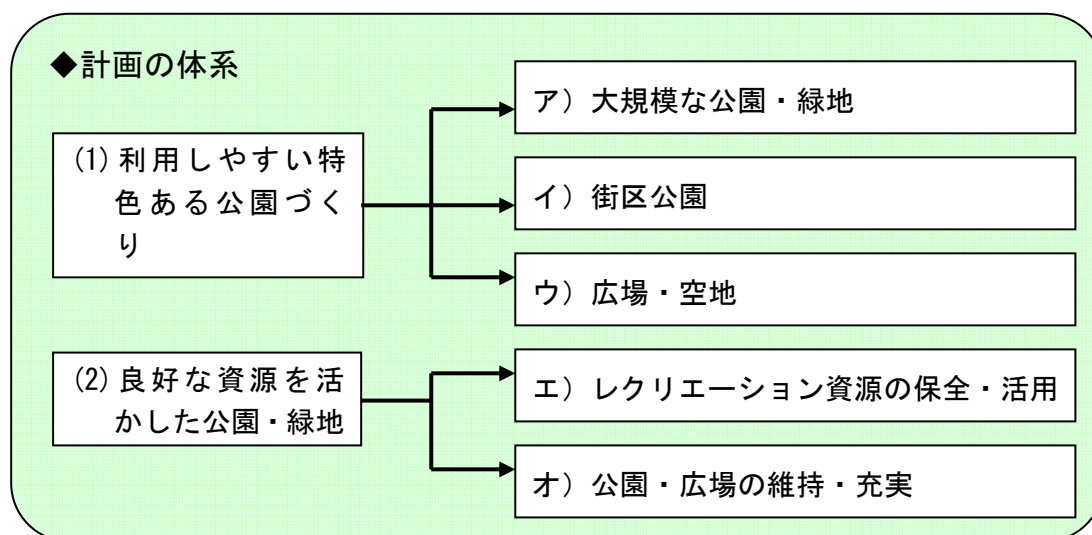 ◆計画の体系
(1) 利用しやすい特
色ある公園づく
り
ア）大規模な公園・緑地
イ）街区公園
ウ）広場・空地
(2) 良好な資源を活
かした公園・緑地
エ）レクリエーション資源の保全・活用
オ）公園・広場の維持・充実